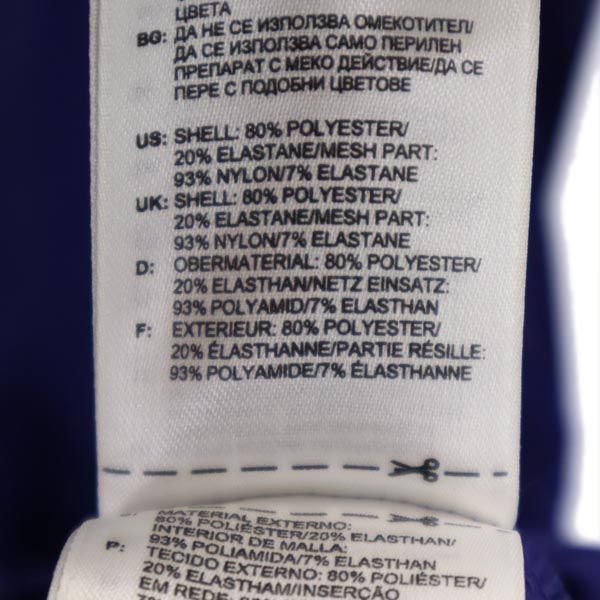 ЦВЕТА
BG: ДА НЕ СЕ ИЗПОЛЗВА ОМЕКОТИТЕЛ/
ДА СЕ ИЗПОЛЗВА САМО ПЕРИЛЕН
ПРЕПАРАТ С МЕКО ДЕЙСТВИЕ/ДА СЕ
ПЕРЕ С ПОДОБНИ ЦВЕТОВЕ
US: SHELL: 80% POLYESTER/
20% ELASTANE/MESH PART:
93% NYLON/7% ELASTANE
UK: SHELL: 80% POLYESTER/
20% ELASTANE/MESH PART:
93% NYLON/7% ELASTANE
D: OBERMATERIAL: 80% POLYESTER/
20% ELASTHAN/NETZ EINSATZ:
93% POLYAMID/7% ELASTHAN
F: EXTERIEUR: 80% POLYESTER/
20% ÉLASTHANNE/PARTIE RÉSILLE:
93% POLYAMIDE/7% ÉLASTHANNE
MATERIAL EXTERNO:
80% POLIÉSTER/20% ELASTHAN/
INTERIOR DE MALLA:
93% POLIAMIDA/7% ELASTHAN
P: TECIDO EXTERNO: 80% POLIÉSTER/
20% ELASTHAM/INSERÇÃO
EM REDE: